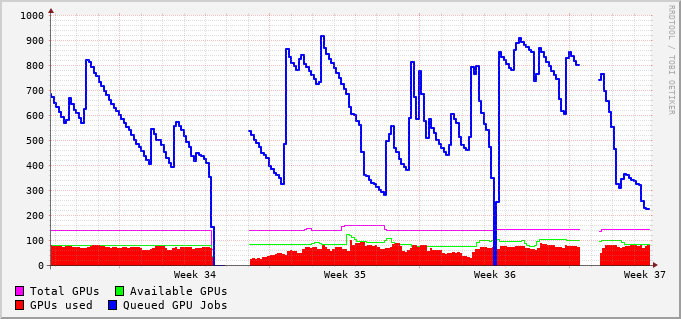 1000
900
800
700
600
500
400
300
200
100
0
Week 34 Week 35 Week 36 Week 37
Total GPUs Available GPUs
GPUs used Queued GPU Jobs
RRDTOOL / TOBI OETIKER